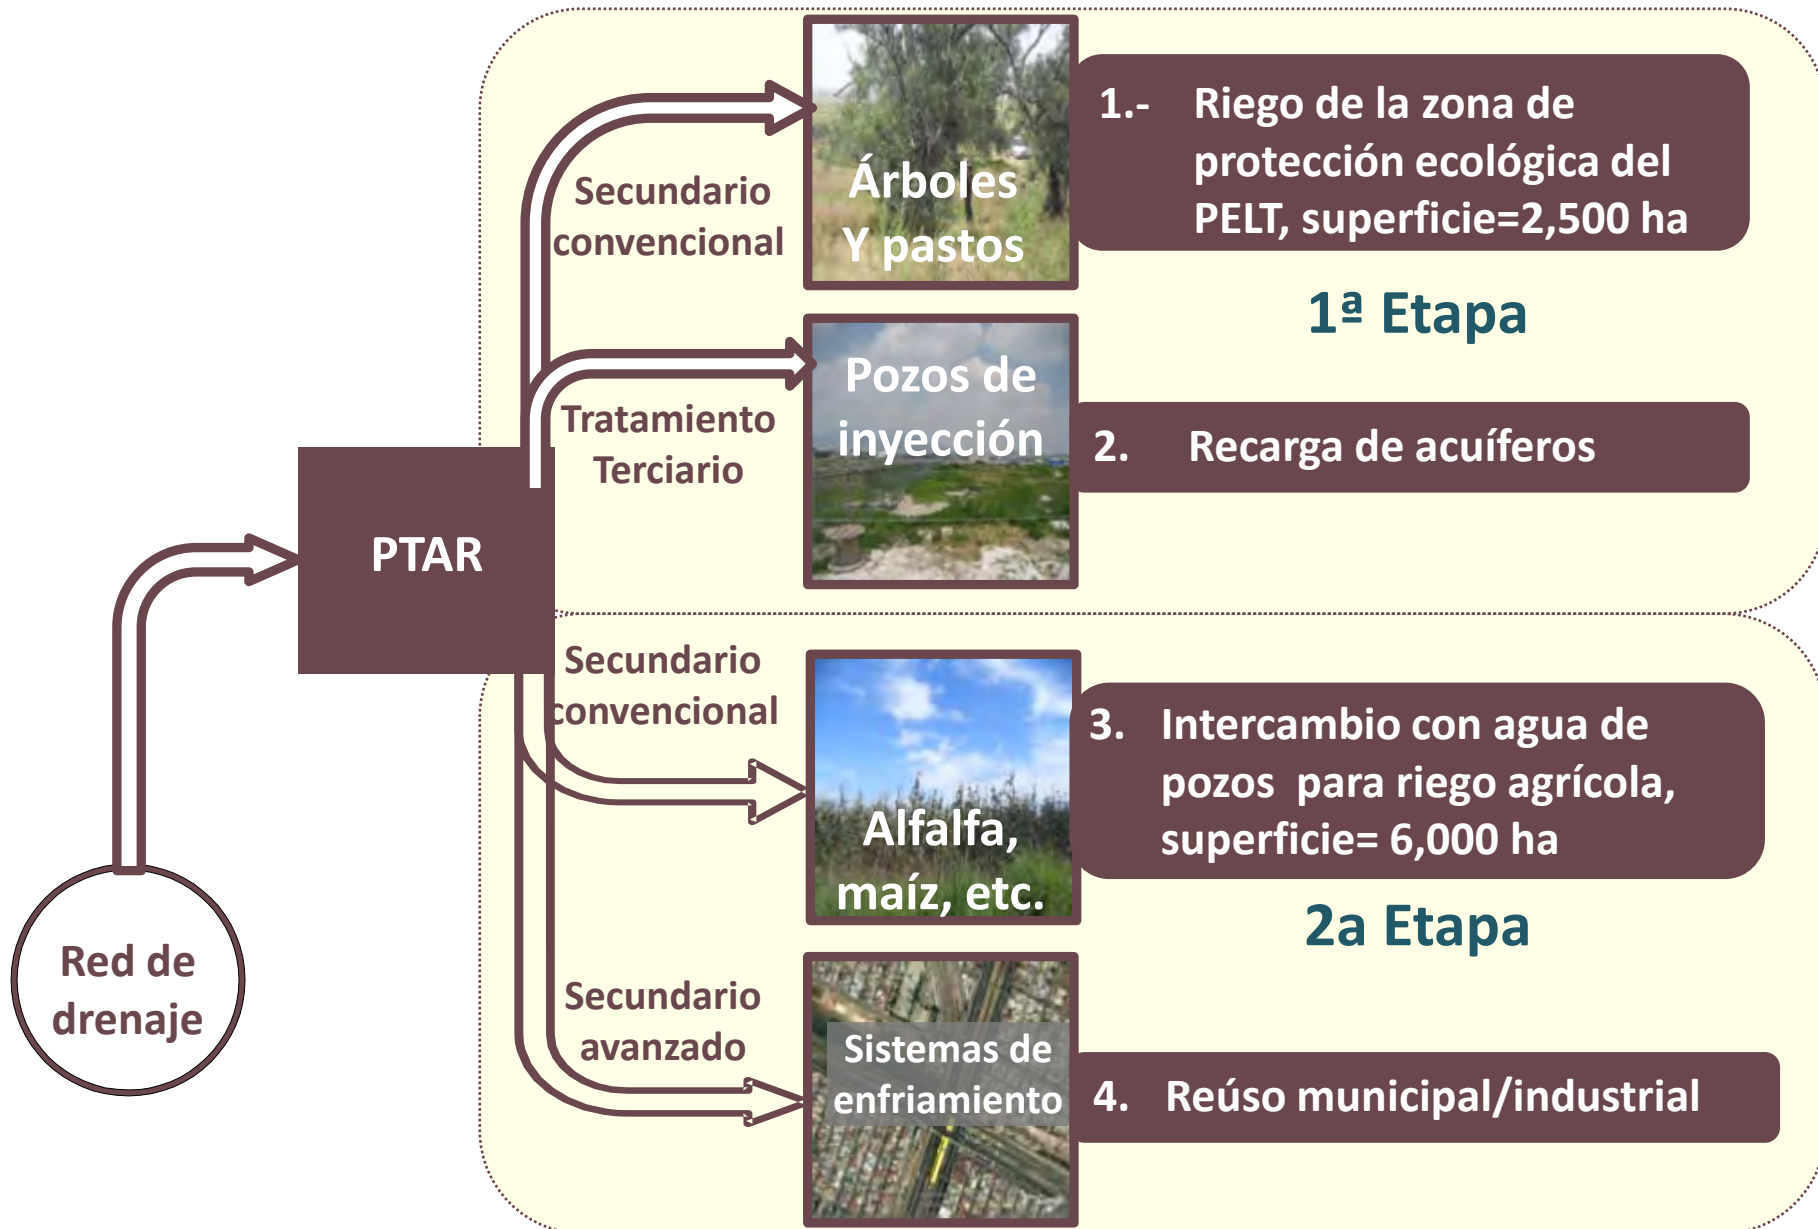 Secundario
convencional
Árboles
Y pastos
1.- Riego de la zona de
protección ecológica del
PELT, superficie=2,500 ha
1ª Etapa
Tratamiento
Terciario
Pozos de
inyección
2. Recarga de acuíferos
PTAR
Red de
drenaje
Secundario
convencional
Alfalfa,
maíz, etc.
3. Intercambio con agua de
pozos para riego agrícola,
superficie= 6,000 ha
2a Etapa
Secundario
avanzado
Sistemas de
enfriamiento
4. Reúso municipal/industrial